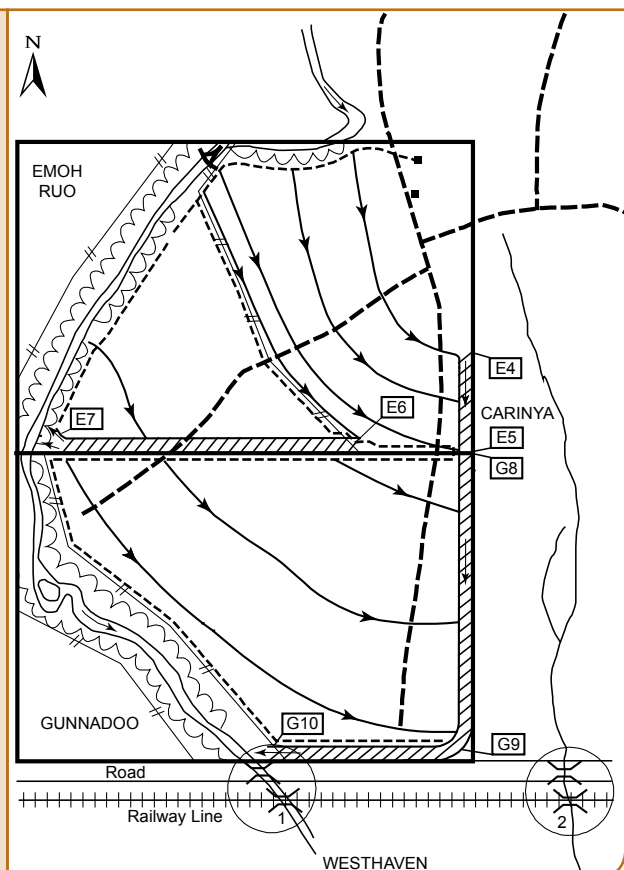 N
EMOH
RUO
E4
CARINYA
E7
E6
E5
G8
GUNNADOO
G10
G9
Road
Railway Line
1
2
WESTHAVEN